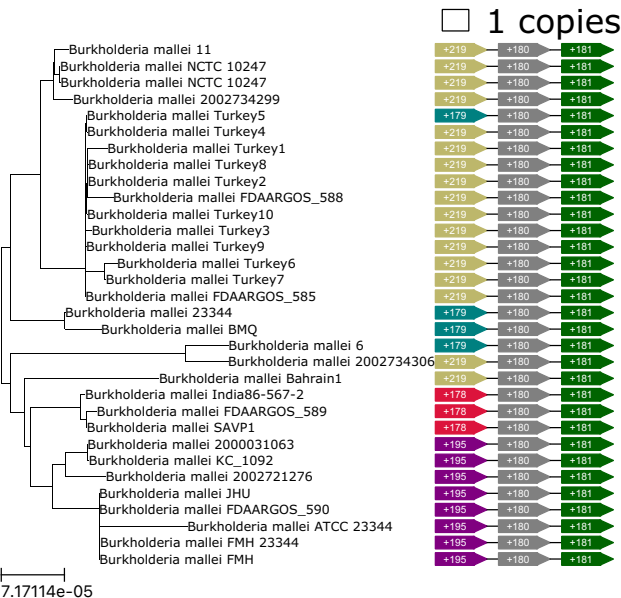 1 copies
Burkholderia mallei 11 +219 +180 +181
Burkholderia mallei NCTC 10247 +219 +180 +181
Burkholderia mallei NCTC 10247 +219 +180 +181
Burkholderia mallei 2002734299 +219 +180 +181
Burkholderia mallei Turkey5 +179 +180 +181
Burkholderia mallei Turkey4 +219 +180 +181
Burkholderia mallei Turkey1 +219 +180 +181
Burkholderia mallei Turkey8 +219 +180 +181
Burkholderia mallei Turkey2 +219 +180 +181
Burkholderia mallei FDAARGOS_588 +219 +180 +181
Burkholderia mallei Turkey10 +219 +180 +181
Burkholderia mallei Turkey3 +219 +180 +181
Burkholderia mallei Turkey9 +219 +180 +181
Burkholderia mallei Turkey6 +219 +180 +181
Burkholderia mallei Turkey7 +219 +180 +181
Burkholderia mallei FDAARGOS_585 +219 +180 +181
Burkholderia mallei 23344 +179 +180 +181
Burkholderia mallei BMQ +179 +180 +181
Burkholderia mallei 6 +179 +180 +181
Burkholderia mallei 2002734306 +219 +180 +181
Burkholderia mallei Bahrain1 +219 +180 +181
Burkholderia mallei India86-567-2 +178 +180 +181
Burkholderia mallei FDAARGOS_589 +178 +180 +181
Burkholderia mallei SAVP1 +178 +180 +181
Burkholderia mallei 2000031063 +195 +180 +181
Burkholderia mallei KC_1092 +195 +180 +181
Burkholderia mallei 2002721276 +195 +180 +181
Burkholderia mallei JHU +195 +180 +181
Burkholderia mallei FDAARGOS_590 +195 +180 +181
Burkholderia mallei ATCC 23344 +195 +180 +181
Burkholderia mallei FMH 23344 +195 +180 +181
Burkholderia mallei FMH +195 +180 +181
7.17114e-05